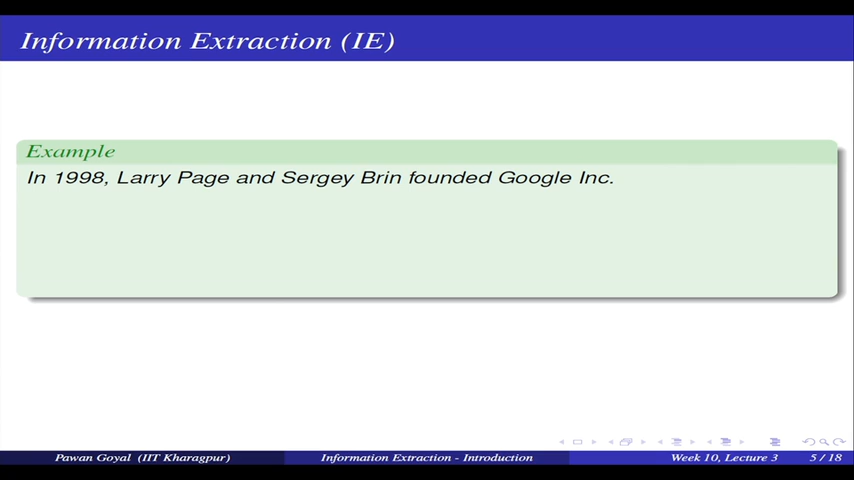 Information Extraction (IE)
Example
In 1998, Larry Page and Sergey Brin founded Google Inc.
Pawan Goyal (IIT Kharagpur)
Information Extraction - Introduction
Week 10, Lecture 3
5 / 18